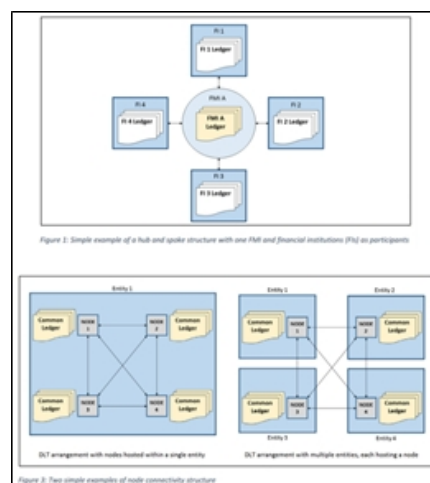 FI 1
FI 1 Ledger
FI 4
FI 4 Ledger
FMI A
FMI A
Ledger
FI 2
FI 2 Ledger
FI 3
FI 3 Ledger
Figure 1: Simple example of a hub and spoke structure with one FMI and financial institutions (FIs) as participants
Entity 1
Common
Ledger
NODE
1
NODE
2
Common
Ledger
Common
Ledger
NODE
3
NODE
4
Common
Ledger
DLT arrangement with nodes hosted within a single entity
Entity 1
Entity 2
Common
Ledger
NODE
1
NODE
2
Common
Ledger
Common
Ledger
NODE
3
NODE
4
Common
Ledger
Entity 3
Entity 4
DLT arrangement with multiple entities, each hosting a node
Figure 3: Two simple examples of node connectivity structure